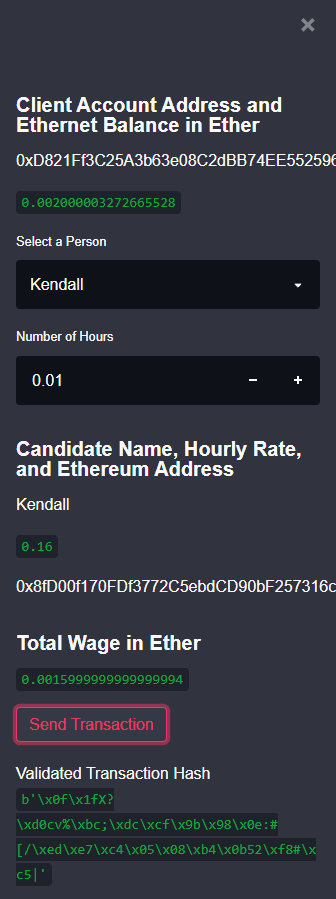 ×
Client Account Address and
Ethernet Balance in Ether
0xD821Ff3C25A3b63e08C2dBB74EE552596
0.002000003272665528
Select a Person
Kendall
Number of Hours
0.01
− +
Candidate Name, Hourly Rate,
and Ethereum Address
Kendall
0.16
0x8fD00f170FDf3772C5ebdCD90bF257316c
Total Wage in Ether
0.0015999999999999994
Send Transaction
Validated Transaction Hash
b'\x0f\x1fX?
\xd0cv%\xbc;\xdc\xcf\x9b\x98\x0e:#
[/\xed\xe7\xc4\x05\x08\xb4\x0b52\xf8#\x
c5|'